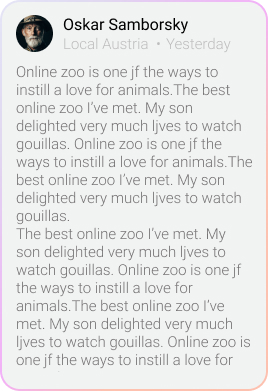 Oskar Samborsky
Local Austria • Yesterday
Online zoo is one jf the ways to
instill a love for animals.The best
online zoo I’ve met. My son
delighted very much ljves to watch
gouillas. Online zoo is one jf the
ways to instill a love for animals.The
best online zoo I’ve met. My son
delighted very much ljves to watch
gouillas.
The best online zoo I’ve met. My
son delighted very much ljves to
watch gouillas. Online zoo is one jf
the ways to instill a love for
animals.The best online zoo I’ve
met. My son delighted very much
ljves to watch gouillas. Online zoo is
one jf the ways to instill a love for